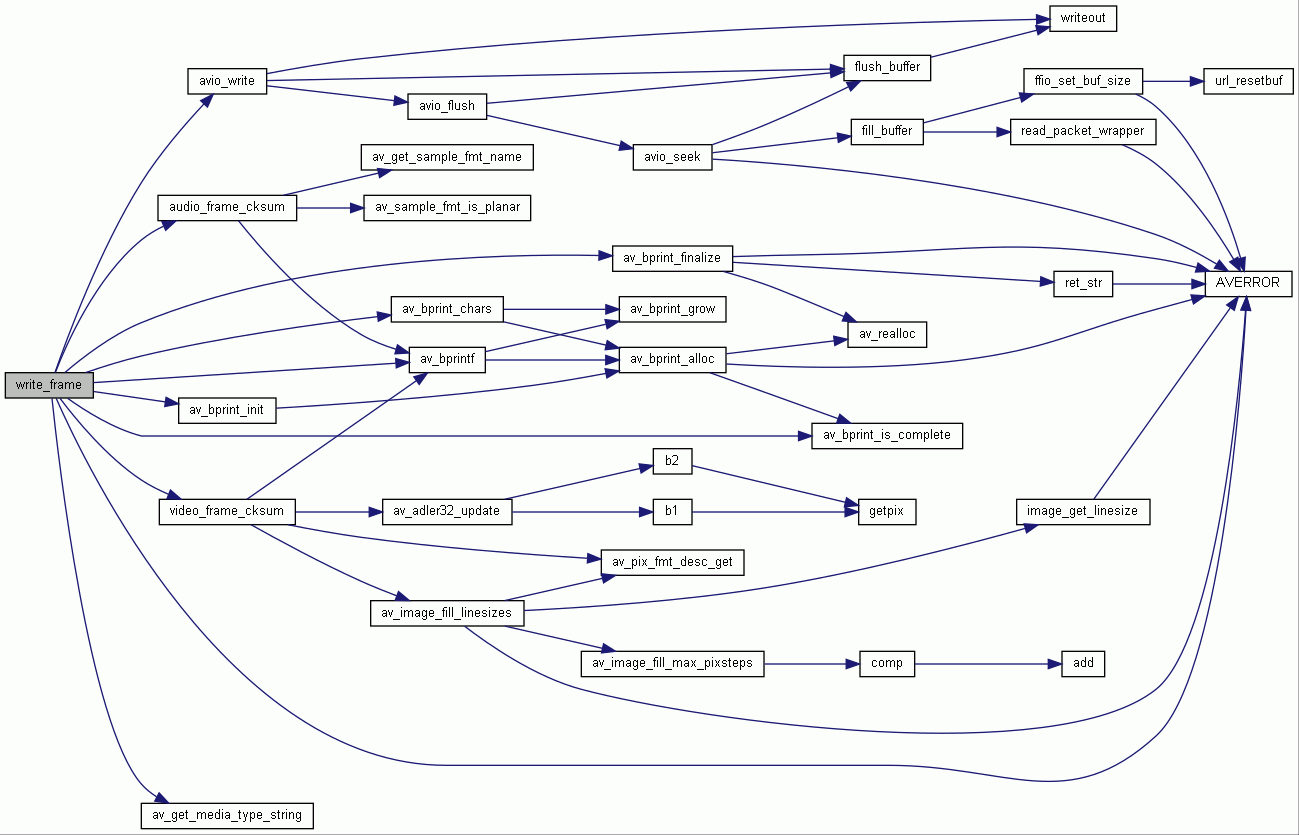 writeout
avio_write
flush_buffer
ffio_set_buf_size
url_resetbuf
avio_flush
fill_buffer
read_packet_wrapper
av_get_sample_fmt_name
avio_seek
audio_frame_cksum
av_sample_fmt_is_planar
av_bprint_finalize
ret_str
AVERROR
av_bprint_chars
av_bprint_grow
av_realloc
av_bprintf
av_bprint_alloc
write_frame
av_bprint_init
av_bprint_is_complete
b2
video_frame_cksum
av_adler32_update
b1
getpix
image_get_linesize
av_pix_fmt_desc_get
av_image_fill_linesizes
av_image_fill_max_pixsteps
comp
add
av_get_media_type_string